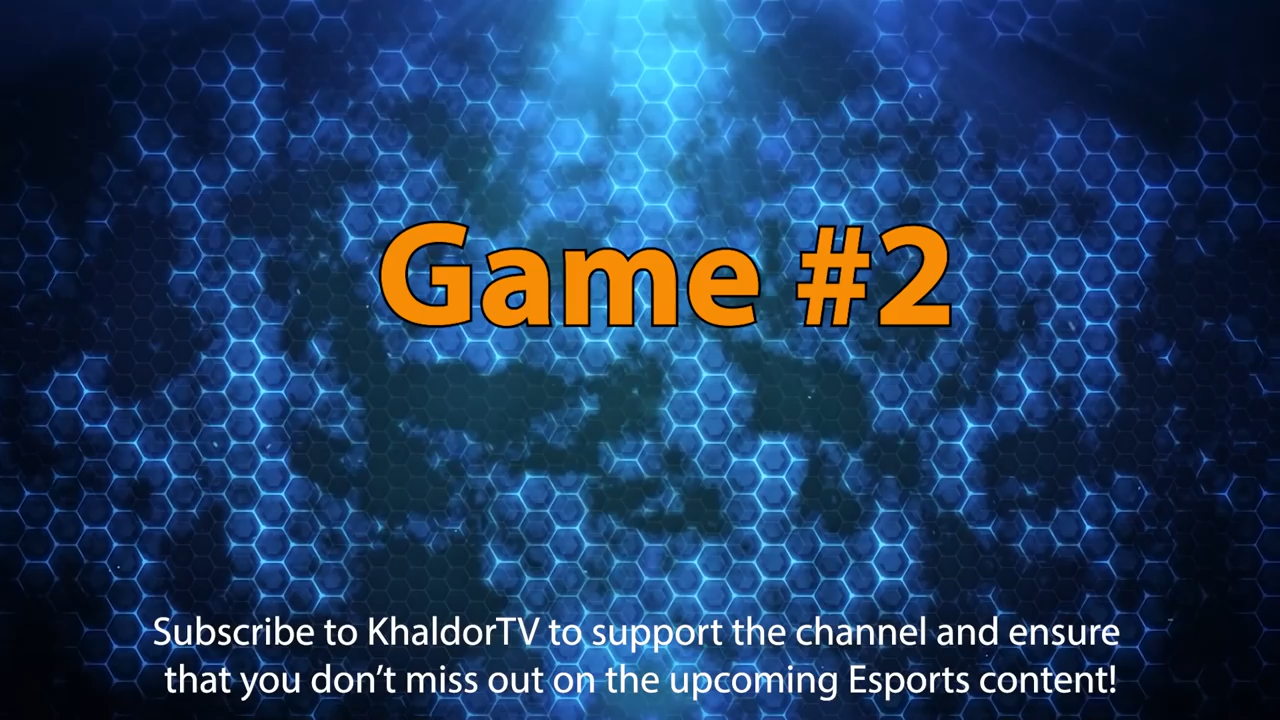 Game #2
Subscribe to KhaldorTV to support the channel and ensure
that you don’t miss out on the upcoming Esports content!